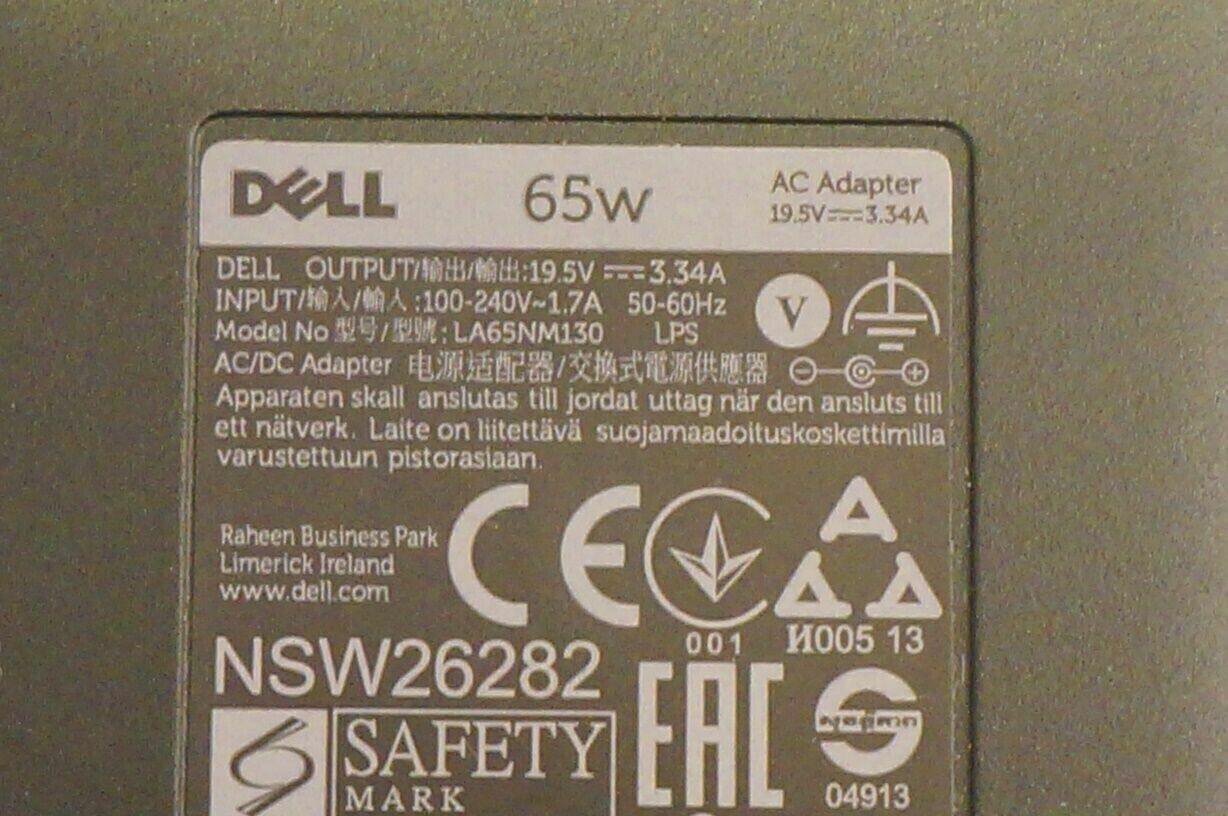 DELL 65w AC Adapter
19.5V⎓3.34A
DELL OUTPUT/输出/輸出:19.5V ⎓3.34A
INPUT/输入/輸入:100-240V~1.7A 50-60Hz
Model No 型号/型號: LA65NM130 LPS
V
AC/DC Adapter 电源适配器/交換式電源供應器
Apparaten skall anslutas till jordat uttag när den ansluts till
ett nätverk. Laite on liitettävä suojamaadoituskoskettimilla
varustettuun pistorasiaan.
Raheen Business Park
Limerick Ireland
www.dell.com
CE
001
И005 13
NSW26282
EAC
SAFETY
MARK
04913